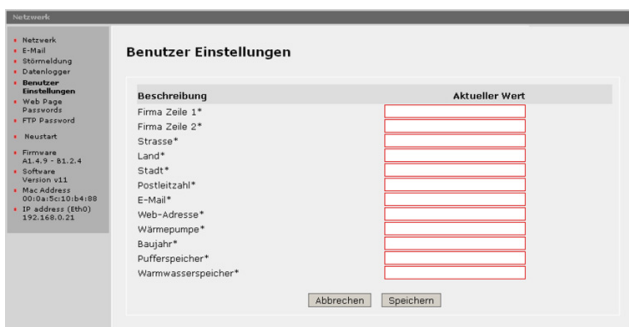 Netzwerk
Netzwerk
E-Mail
Störmeldung
Datenlogger
Benutzer
Einstellungen
Web Page
Passwords
FTP Password
Neustart
Firmware
A1.4.9 - B1.2.4
Software
Version v11
Mac Address
00:0a:5c:10:b4:88
IP address (Eth0)
192.168.0.21
Benutzer Einstellungen
Beschreibung Aktueller Wert
Firma Zeile 1*
Firma Zeile 2*
Strasse*
Land*
Stadt*
Postleitzahl*
E-Mail*
Web-Adresse*
Wärmepumpe*
Baujahr*
Pufferspeicher*
Warmwasserspeicher*
Abbrechen Speichern